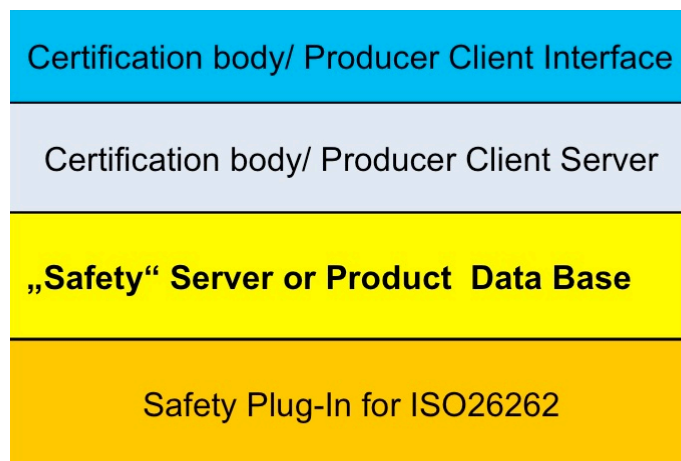 Certification body/ Producer Client Interface
Certification body/ Producer Client Server
„Safety“ Server or Product  Data Base
Safety Plug-In for ISO26262